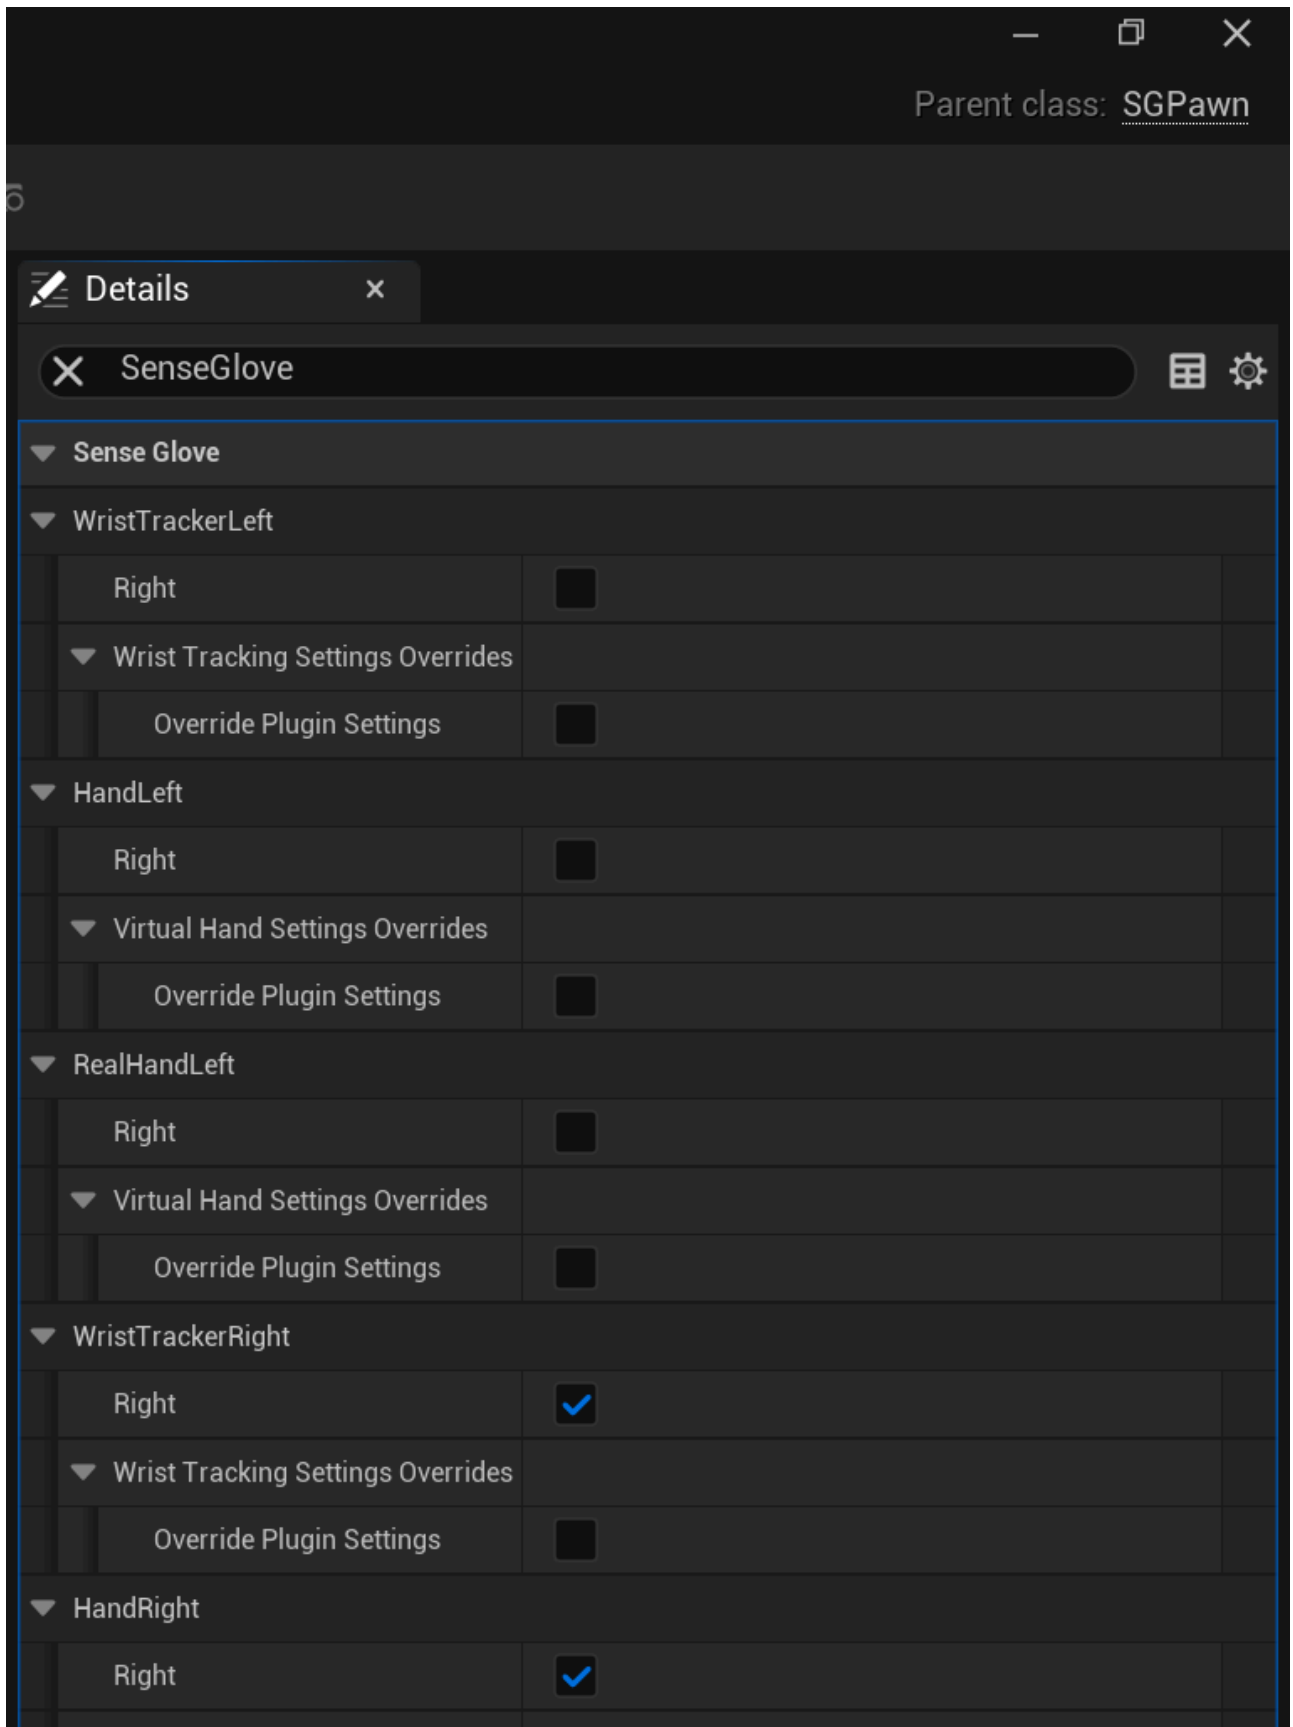 Parent class: SGPawn
Details
SenseGlove
Sense Glove
WristTrackerLeft
Right
Wrist Tracking Settings Overrides
Override Plugin Settings
HandLeft
Right
Virtual Hand Settings Overrides
Override Plugin Settings
RealHandLeft
Right
Virtual Hand Settings Overrides
Override Plugin Settings
WristTrackerRight
Right
Wrist Tracking Settings Overrides
Override Plugin Settings
HandRight
Right